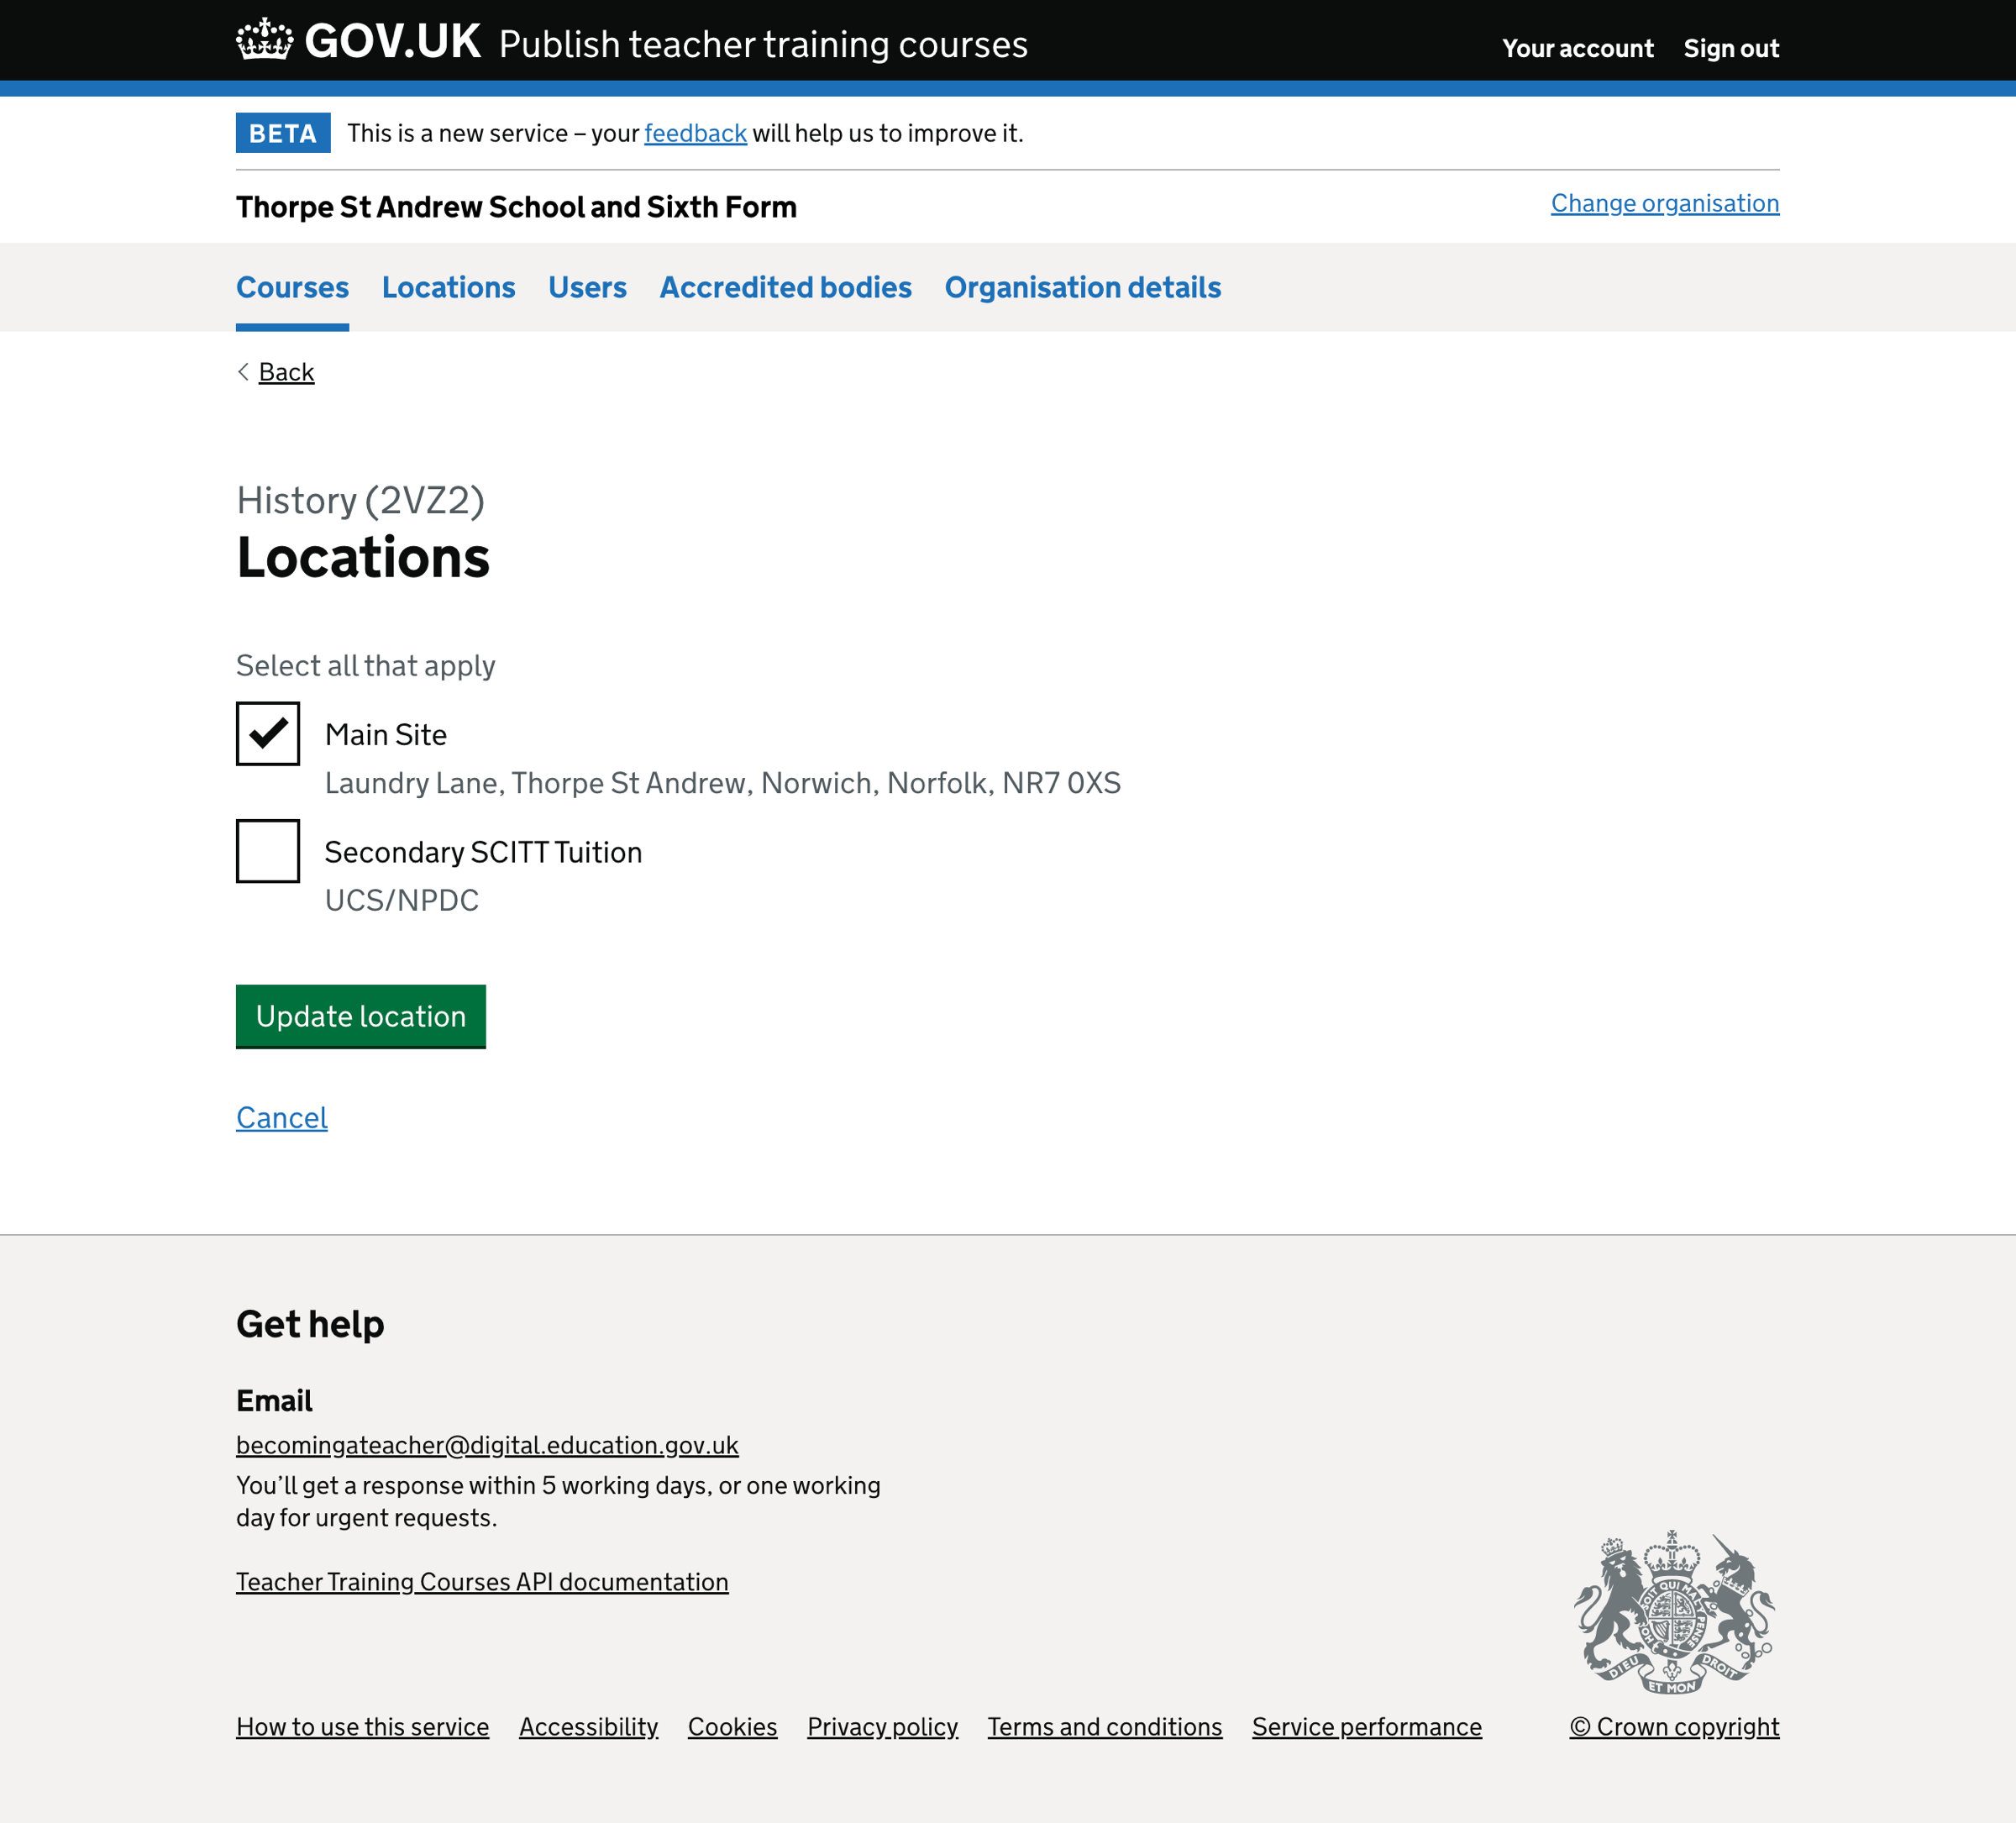 GOV.UK Publish teacher training courses
Your account Sign out
BETA This is a new service – your feedback will help us to improve it.
Thorpe St Andrew School and Sixth Form
Change organisation
Courses Locations Users Accredited bodies Organisation details
Back
History (2VZ2)
Locations
Select all that apply
Main Site
Laundry Lane, Thorpe St Andrew, Norwich, Norfolk, NR7 0XS
Secondary SCITT Tuition
UCS/NPDC
Update location
Cancel
Get help
Email
becomingateacher@digital.education.gov.uk
You’ll get a response within 5 working days, or one working
day for urgent requests.
Teacher Training Courses API documentation
DIEU ET MON DROIT
How to use this service Accessibility Cookies Privacy policy Terms and conditions Service performance
© Crown copyright